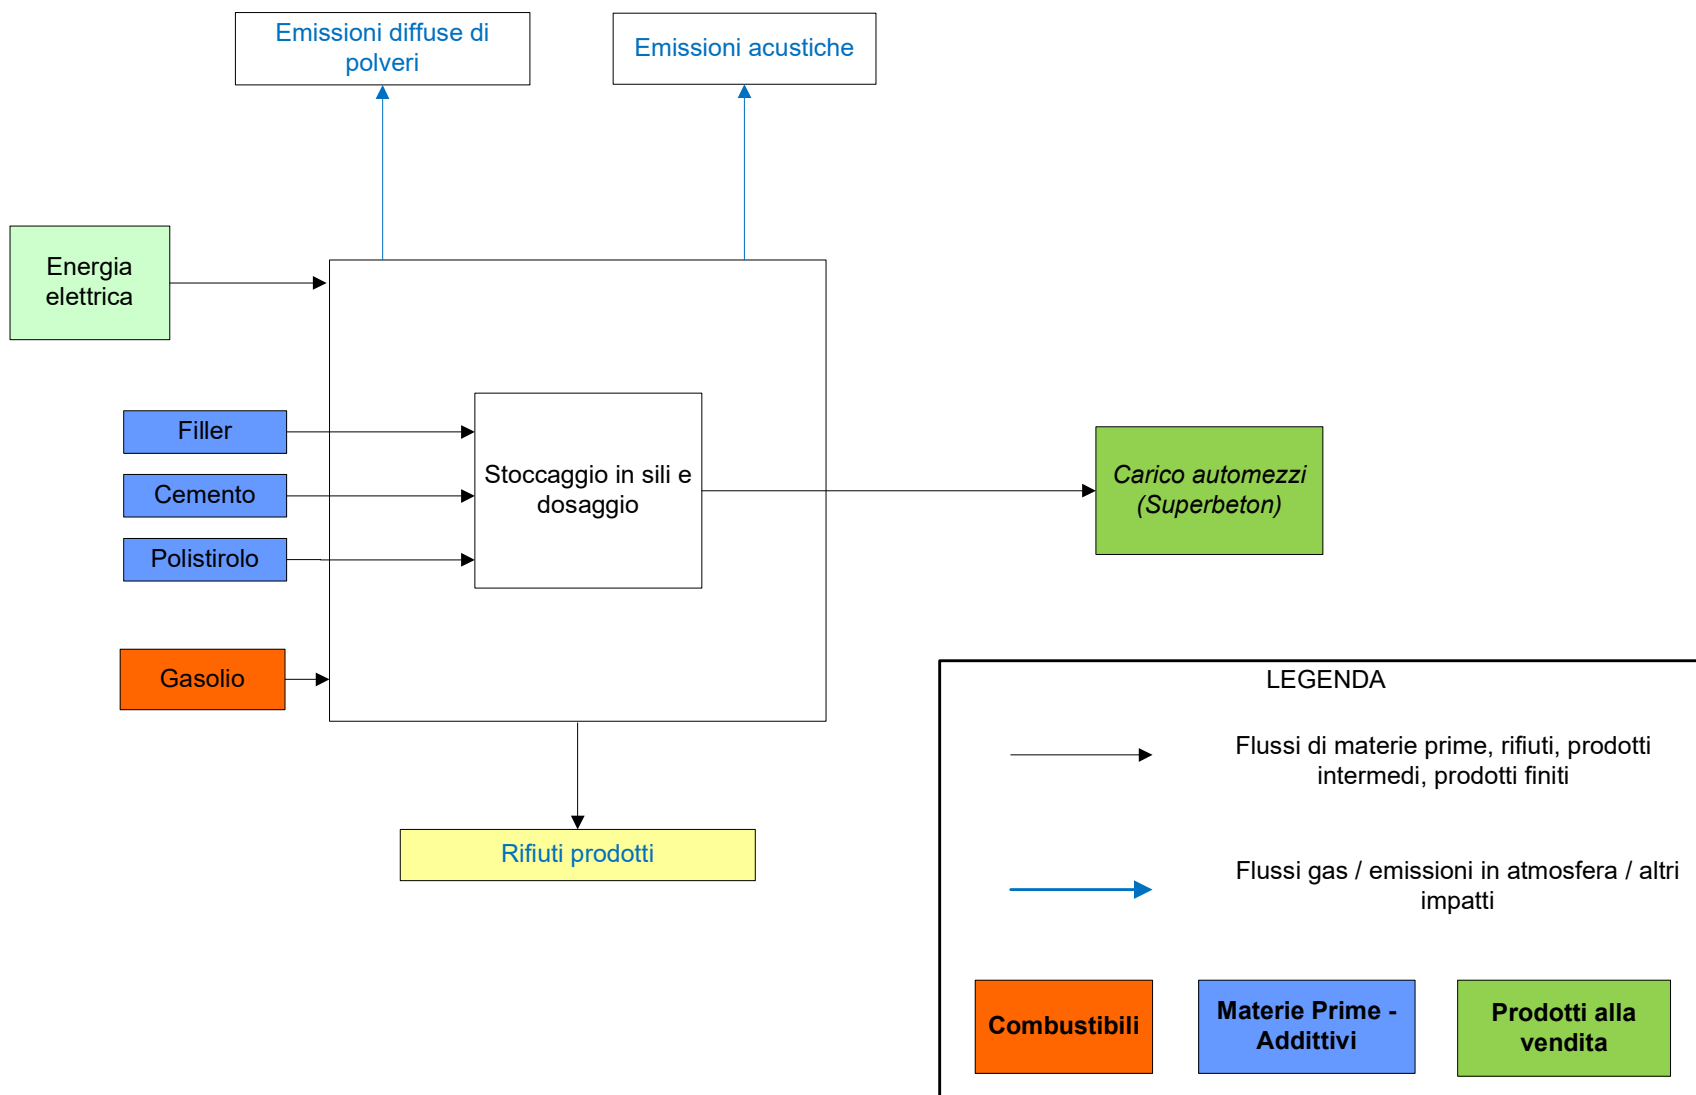 Emissioni diffuse di
polveri
Emissioni acustiche
Energia
elettrica
Filler
Cemento
Polistirolo
Stoccaggio in sili e
dosaggio
Carico automezzi
(Superbeton)
Gasolio
Rifiuti prodotti
LEGENDA
Flussi di materie prime, rifiuti, prodotti
intermedi, prodotti finiti
Flussi gas / emissioni in atmosfera / altri
impatti
Combustibili
Materie Prime -
Addittivi
Prodotti alla
vendita